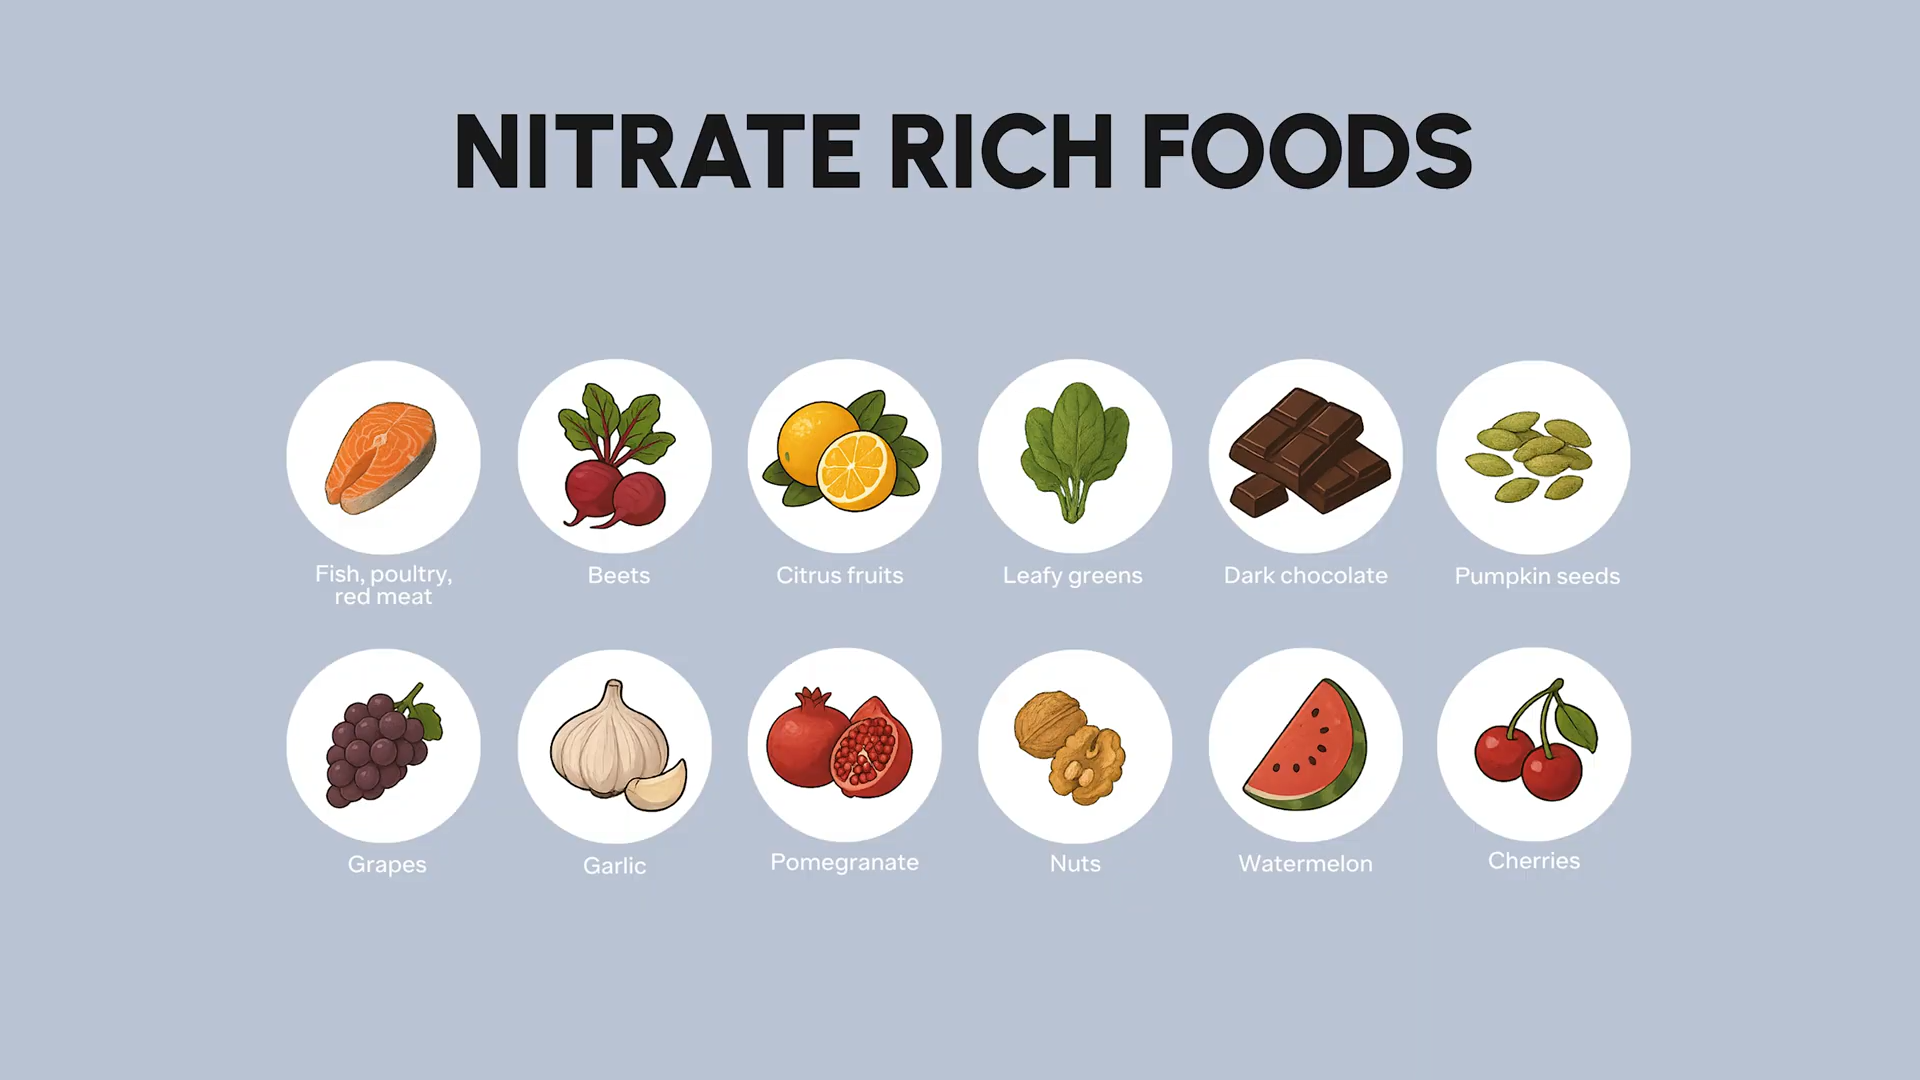 NITRATE RICH FOODS
Fish, poultry,
red meat
Beets
Citrus fruits
Leafy greens
Dark chocolate
Pumpkin seeds
Grapes
Garlic
Pomegranate
Nuts
Watermelon
Cherries